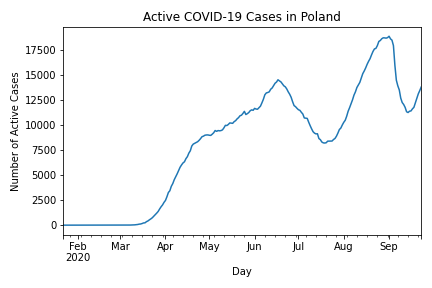 Active COVID-19 Cases in Poland
Number of Active Cases
17500
15000
12500
10000
7500
5000
2500
0
Feb Mar Apr May Jun Jul Aug Sep
2020
Day